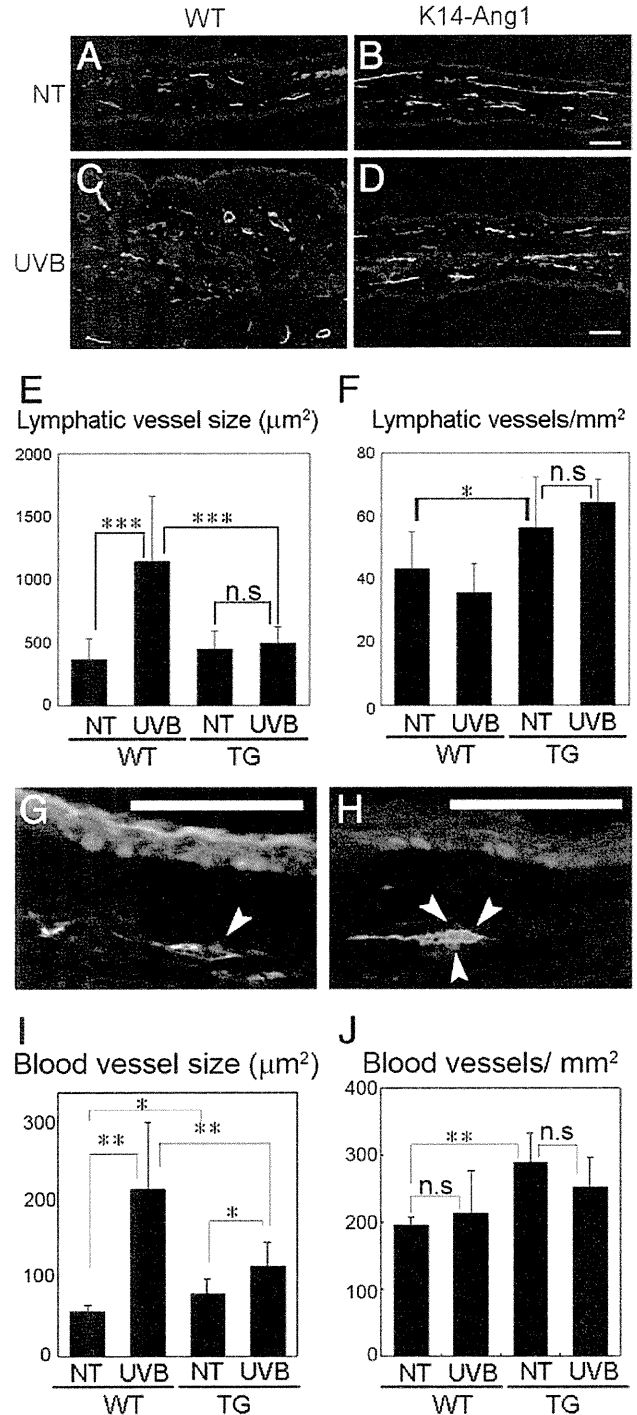 WT K14-Ang1
A B
NT
C D
UVB
E F
Lymphatic vessel size (μm²) Lymphatic vessels/mm²
2000
1500
1000
500
0
*** ***
n.s
NT UVB NT UVB
WT TG
80
60
40
20
0
*
n.s
NT UVB NT UVB
WT TG
G H
I J
Blood vessel size (μm²) Blood vessels/ mm²
300
200
100
0
*
** **
*
NT UVB NT UVB
WT TG
400
300
200
100
0
**
n.s
n.s
NT UVB NT UVB
WT TG